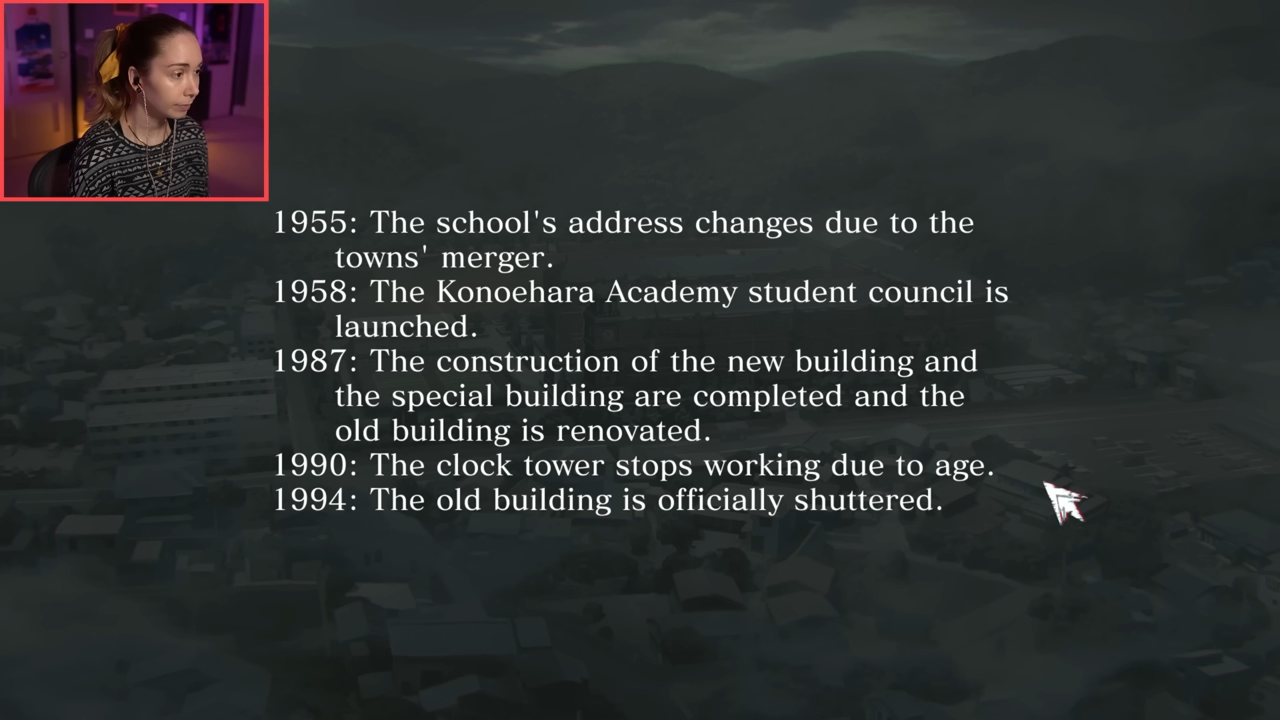 1955: The school's address changes due to the
towns' merger.
1958: The Konoehara Academy student council is
launched.
1987: The construction of the new building and
the special building are completed and the
old building is renovated.
1990: The clock tower stops working due to age.
1994: The old building is officially shuttered.